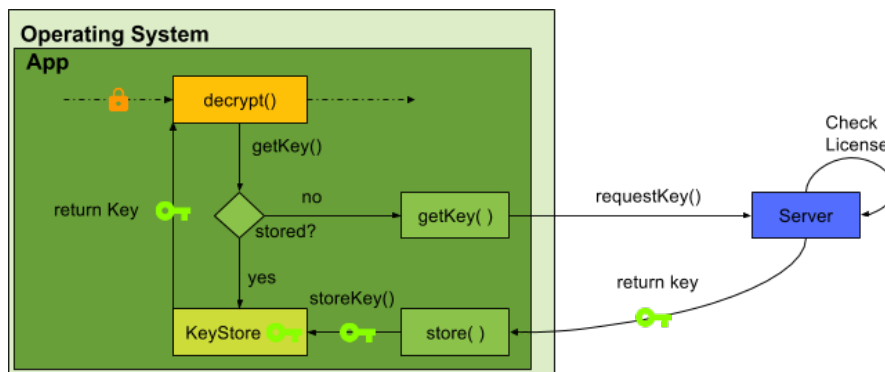 Operating System
App
decrypt()
getKey()
Check
License
return Key
no
requestKey()
getKey( )
Server
stored?
yes
return key
storeKey()
KeyStore
store( )